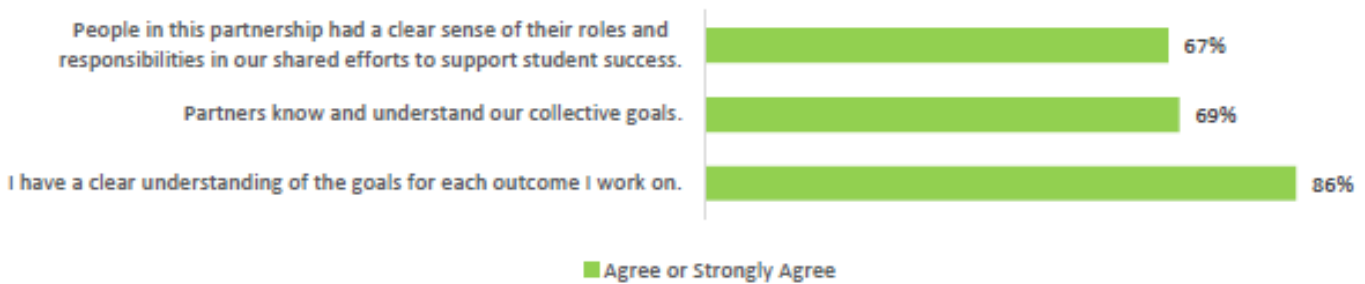 People in this partnership had a clear sense of their roles and
responsibilities in our shared efforts to support student success.
67%
Partners know and understand our collective goals.
69%
I have a clear understanding of the goals for each outcome I work on.
86%
Agree or Strongly Agree